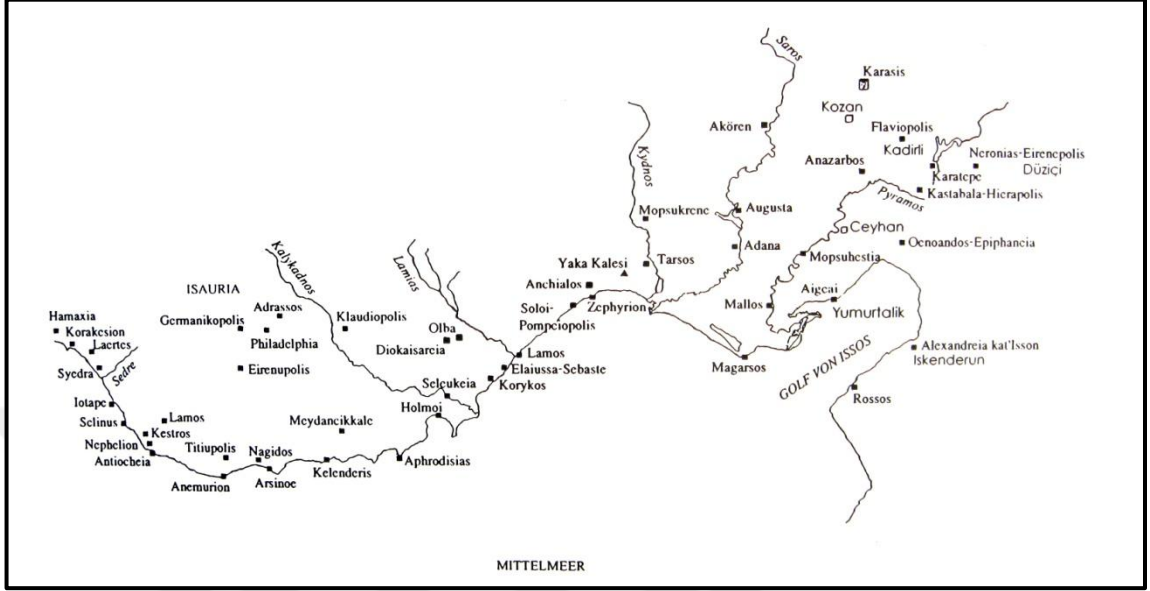 Saros
Karasis
Kozan
Akören
Flaviopolis
Kadirli
Kydnos
Anazarbos
Neronias-Eirenepolis
Düziçi
Karatepe
Kastabala-Hierapolis
Pyramos
Mopsukrene
Augusta
Ceyhan
Adana
Oenoandos-Epiphaneia
Kalykadnos
Lamias
Yaka Kalesi
Tarsos
Mopsuhestia
Anchialos
ISAURIA
Aigeai
Adrassos
Soloi-
Pompeiopolis
Zephyrion
Mallos
Yumurtalik
Hamaxia
Germanikopolis
Klaudiopolis
Olba
Korakesion
Philadelphia
Diokaisareia
Laertes
Lamos
Alexandreia kat'Isson
Iskenderun
Magarsos
GOLF VON ISSOS
Syedra
Sedre
Eirenupolis
Elaiussa-Sebaste
Korykos
Seleukeia
Rossos
Iotape
Holmoi
Selinus
Lamos
Meydancikkale
Kestros
Nephelion
Titiupolis
Nagidos
Antiocheia
Aphrodisias
Kelenderis
Anemurion
Arsinoe
MITTELMEER